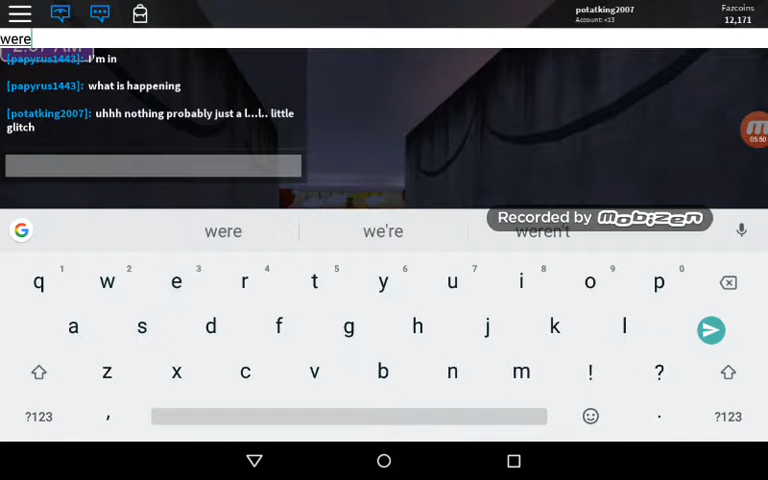 potatking2007
Account: <13
Fazcoins
12,171
were
[papyrus1443]: I'm in
[papyrus1443]: what is happening
[potatking2007]: uhhh nothing probably just a l...l.. little
glitch
05:50
Recorded by mobizen
were we're weren't
1 2 3 4 5 6 7 8 9 0
q w e r t y u i o p
a s d f g h j k l
z x c v b n m ! ?
?123 , . ?123